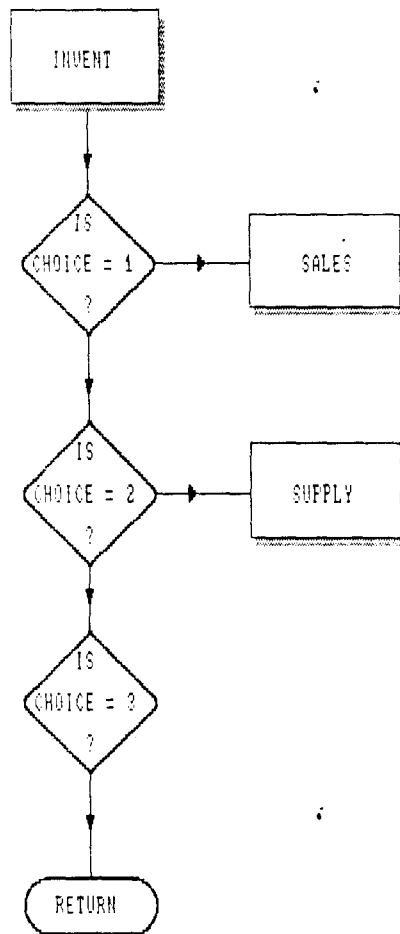 INVENT
IS
CHOICE = 1
?
SALES
IS
CHOICE = 2
?
SUPPLY
IS
CHOICE = 3
?
RETURN